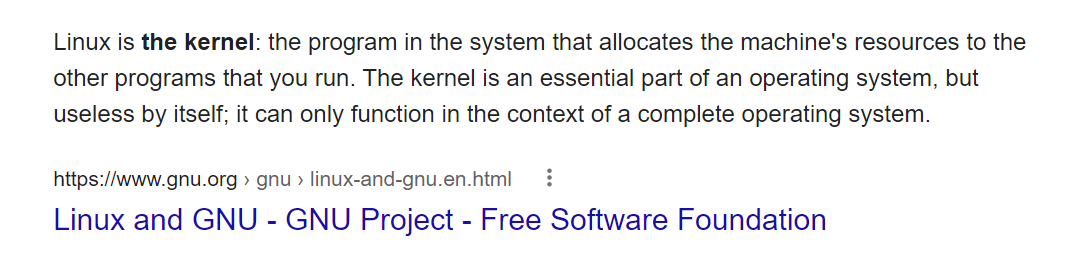 Linux is the kernel: the program in the system that allocates the machine's resources to the
other programs that you run. The kernel is an essential part of an operating system, but
useless by itself; it can only function in the context of a complete operating system.
https://www.gnu.org › gnu › linux-and-gnu.en.html
Linux and GNU - GNU Project - Free Software Foundation